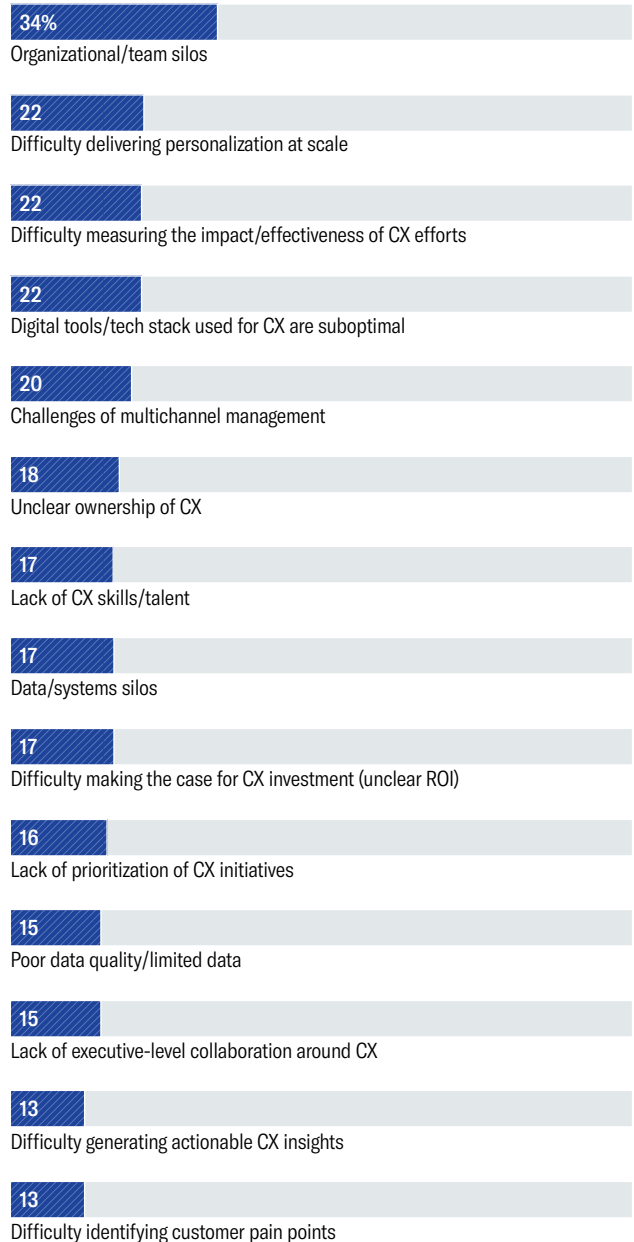 34%
Organizational/team silos
22
Difficulty delivering personalization at scale
22
Difficulty measuring the impact/effectiveness of CX efforts
22
Digital tools/tech stack used for CX are suboptimal
20
Challenges of multichannel management
18
Unclear ownership of CX
17
Lack of CX skills/talent
17
Data/systems silos
17
Difficulty making the case for CX investment (unclear ROI)
16
Lack of prioritization of CX initiatives
15
Poor data quality/limited data
15
Lack of executive-level collaboration around CX
13
Difficulty generating actionable CX insights
13
Difficulty identifying customer pain points